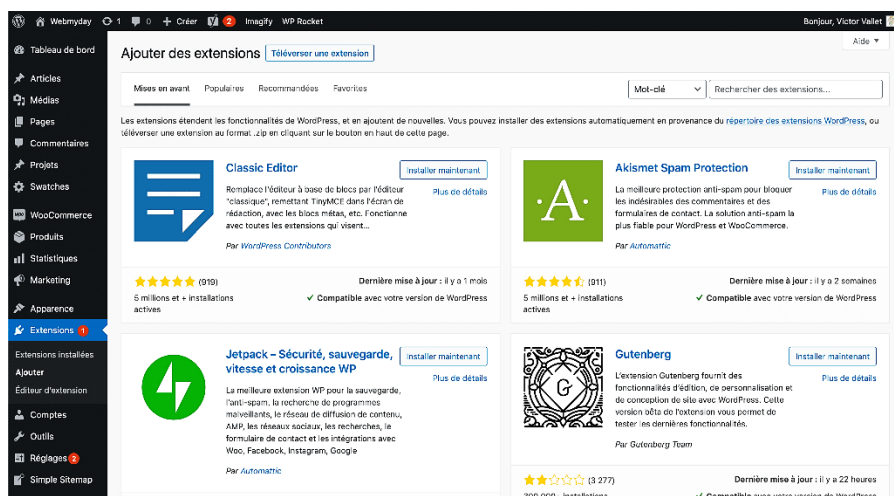 Webmyday 1 0 + Créer 2 Imagify WP Rocket Bonjour, Victor Vallet
Tableau de bord
Articles
Médias
Pages
Commentaires
Projets
Swatches
WooCommerce
Produits
Statistiques
Marketing
Apparence
Extensions 1
Extensions installées
Ajouter
Éditeur d'extension
Comptes
Outils
Réglages 2
Simple Sitemap
Aide
Ajouter des extensions Téléverser une extension
Mises en avant Populaires Recommandées Favorites Mot-clé Rechercher des extensions...
Les extensions étendent les fonctionnalités de WordPress, et en ajoutent de nouvelles. Vous pouvez installer des extensions automatiquement en provenance du répertoire des extensions WordPress, ou
téléverser une extension au format .zip en cliquant sur le bouton en haut de cette page.
Classic Editor
Installer maintenant
Plus de détails
Remplace l'éditeur à base de blocs par l'éditeur
"classique", remettant TinyMCE dans l'écran de
rédaction, avec les blocs métas, etc. Fonctionne
avec toutes les extensions qui visent...
Par WordPress Contributors
(919)
5 millions et + installations
actives
Dernière mise à jour : il y a 1 mois
✓ Compatible avec votre version de WordPress
·A·
Akismet Spam Protection
Installer maintenant
Plus de détails
La meilleure protection anti-spam pour bloquer
les indésirables des commentaires et des
formulaires de contact. La solution anti-spam la
plus fiable pour WordPress et WooCommerce.
Par Automattic
(911)
5 millions et + installations
actives
Dernière mise à jour : il y a 2 semaines
✓ Compatible avec votre version de WordPress
Jetpack – Sécurité, sauvegarde,
vitesse et croissance WP
Installer maintenant
Plus de détails
La meilleure extension WP pour la sauvegarde,
l'anti-spam, la recherche de programmes
malveillants, le réseau de diffusion de contenu,
AMP, les réseaux sociaux, les recherches, le
formulaire de contact et les intégrations avec
Woo, Facebook, Instagram, Google
Par Automattic
G
Gutenberg
Installer maintenant
Plus de détails
L'extension Gutenberg fournit des
fonctionnalités d'édition, de personnalisation et
de conception de site avec WordPress. Cette
version bêta de l'extension vous permet de
tester les dernières fonctionnalités.
Par Gutenberg Team
(3 277)
Dernière mise à jour : il y a 22 heures